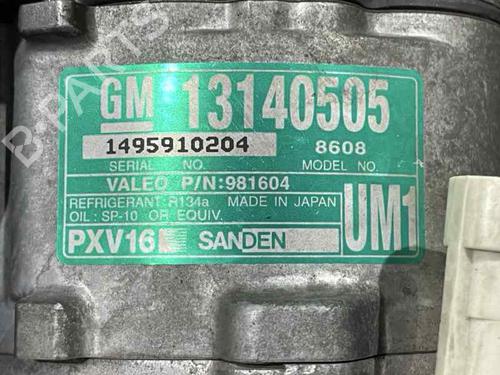 GM 13140505
1495910204 8608
SERIAL NO. MODEL NO.
VALEO P/N:981604
REFRIGERANT:R134a MADE IN JAPAN
OIL : SP-10 OR EQUIV.
PXV16 SANDEN UM1
B-PARTS